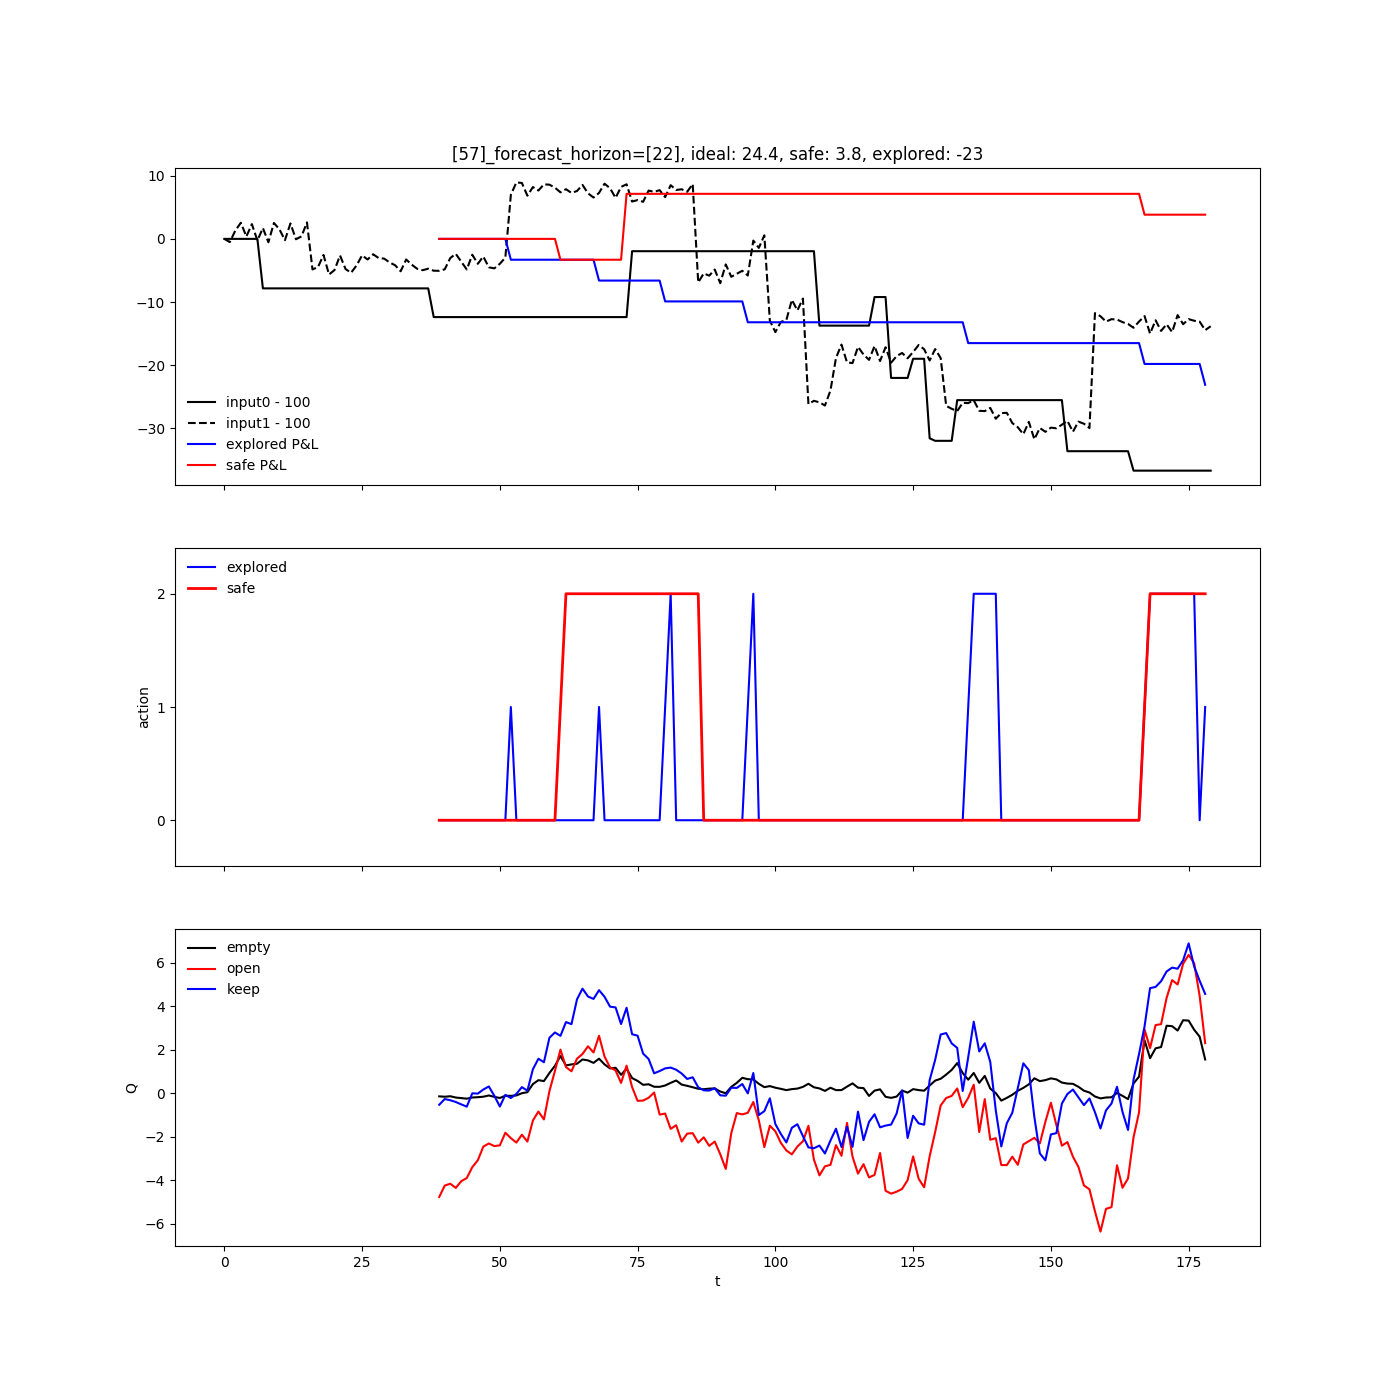 [57]_forecast_horizon=[22], ideal: 24.4, safe: 3.8, explored: -23
10
0
−10
−20
−30
input0 - 100
input1 - 100
explored P&L
safe P&L
explored
safe
2
1
0
action
empty
open
keep
6
4
2
0
−2
−4
−6
Q
0 25 50 75 100 125 150 175
t